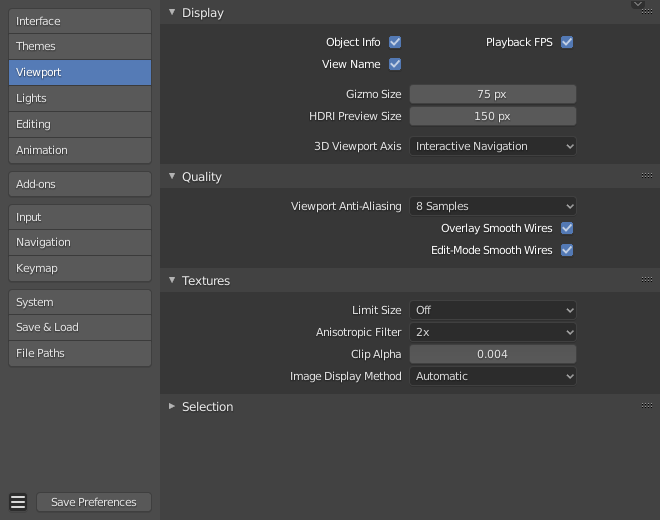 Interface
Themes
Viewport
Lights
Editing
Animation
Add-ons
Input
Navigation
Keymap
System
Save & Load
File Paths
Save Preferences
Display
Object Info
Playback FPS
View Name
Gizmo Size 75 px
HDRI Preview Size 150 px
3D Viewport Axis Interactive Navigation
Quality
Viewport Anti-Aliasing 8 Samples
Overlay Smooth Wires
Edit-Mode Smooth Wires
Textures
Limit Size Off
Anisotropic Filter 2x
Clip Alpha 0.004
Image Display Method Automatic
Selection